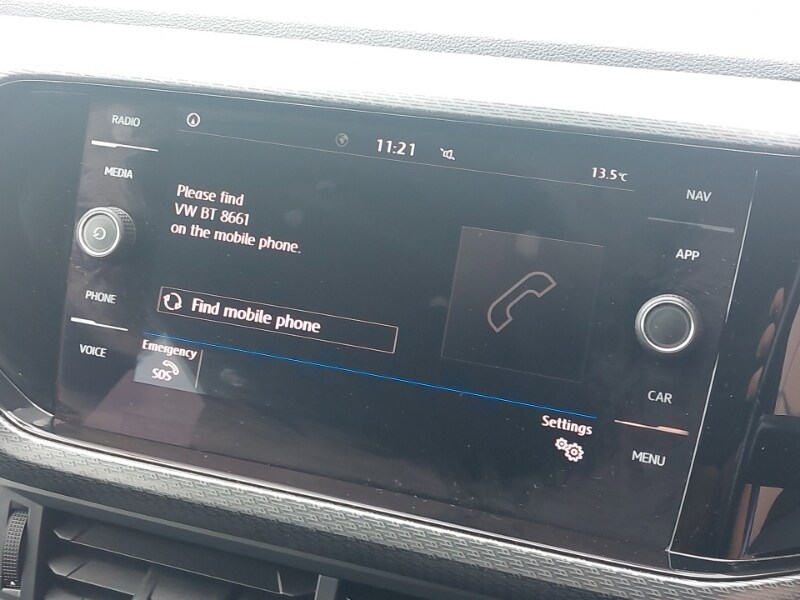 RADIO
11:21
13.5°C
MEDIA
NAV
Please find
VW BT 8661
on the mobile phone.
APP
PHONE
Find mobile phone
VOICE
Emergency
SOS
CAR
Settings
MENU